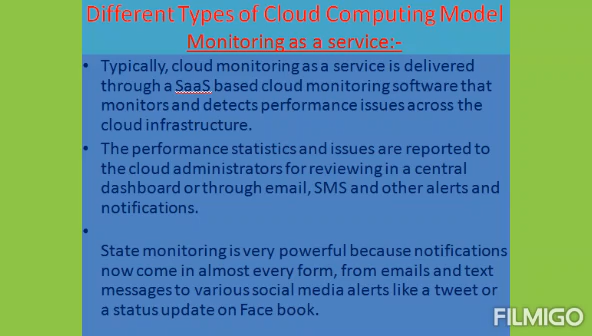 Different Types of Cloud Computing Model
Monitoring as a service:-
• Typically, cloud monitoring as a service is delivered
through a SaaS based cloud monitoring software that
monitors and detects performance issues across the
cloud infrastructure.
• The performance statistics and issues are reported to
the cloud administrators for reviewing in a central
dashboard or through email, SMS and other alerts and
notifications.
•
State monitoring is very powerful because notifications
now come in almost every form, from emails and text
messages to various social media alerts like a tweet or
a status update on Face book.
FILMIGO